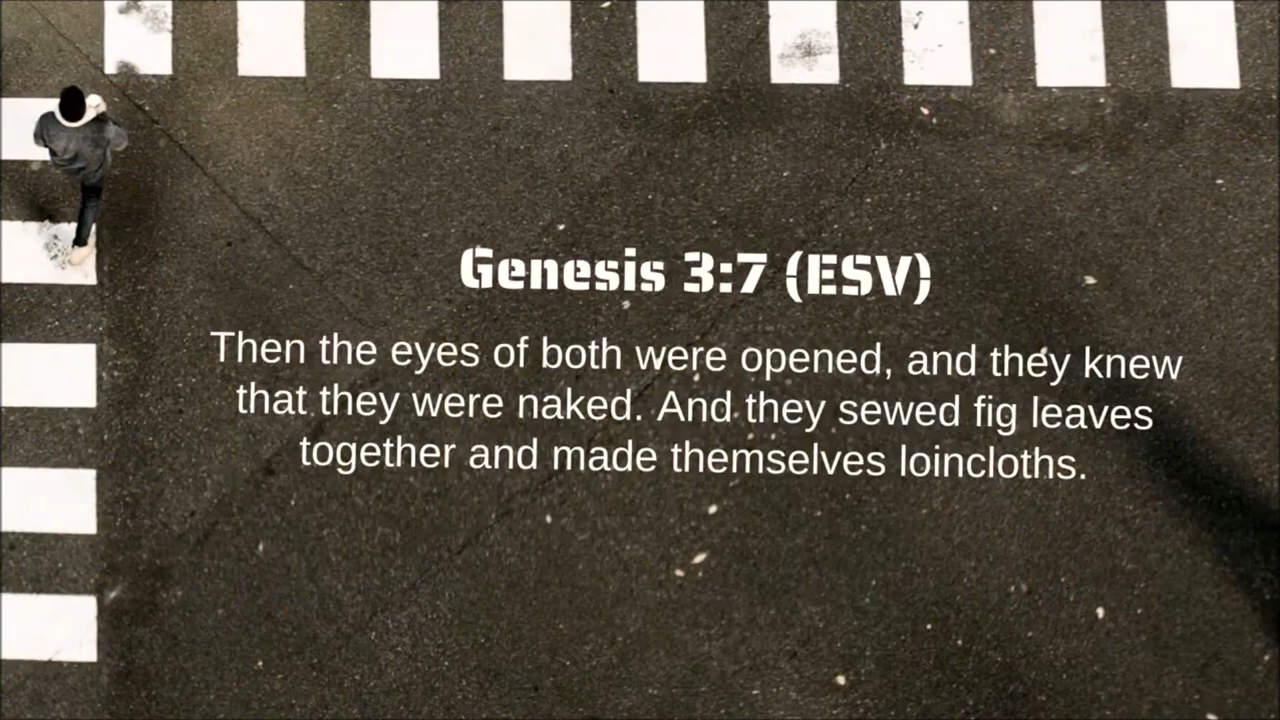 Genesis 3:7 (ESV)
Then the eyes of both were opened, and they knew
that they were naked. And they sewed fig leaves
together and made themselves loincloths.